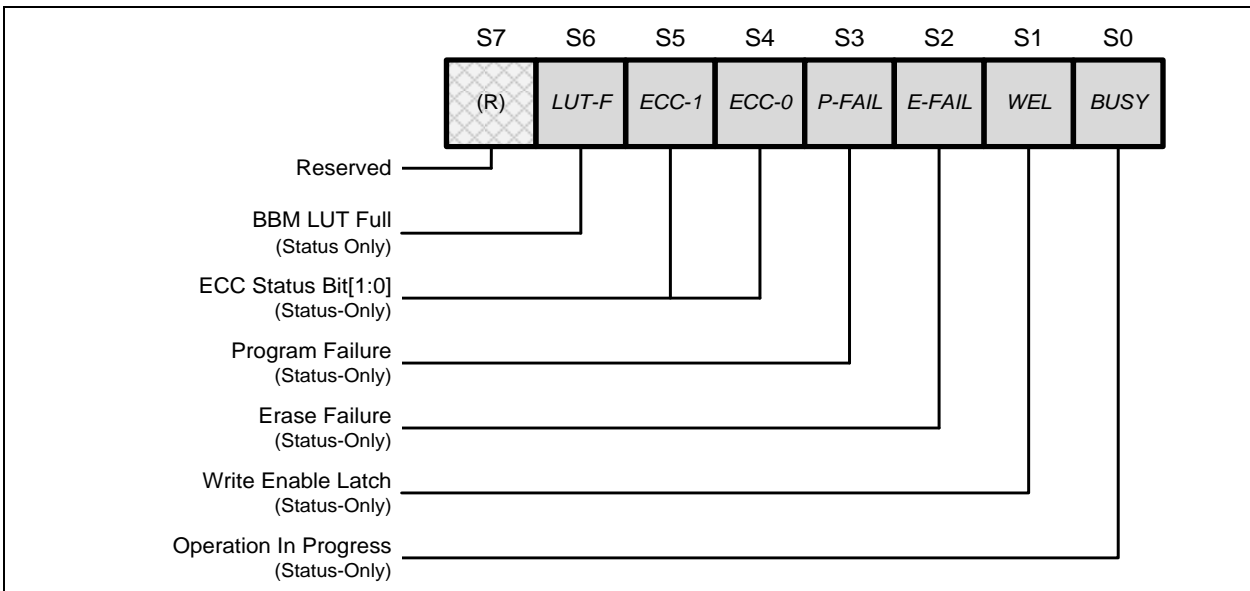 S7 S6 S5 S4 S3 S2 S1 S0
(R) LUT-F ECC-1 ECC-0 P-FAIL E-FAIL WEL BUSY
Reserved
BBM LUT Full
(Status Only)
ECC Status Bit[1:0]
(Status-Only)
Program Failure
(Status-Only)
Erase Failure
(Status-Only)
Write Enable Latch
(Status-Only)
Operation In Progress
(Status-Only)